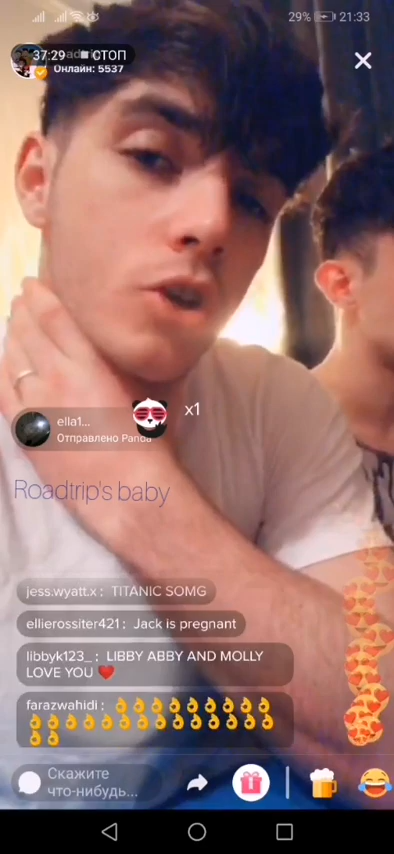 29% 21:33
37:29 СТОП
Онлайн: 5537
ella1...
x1
Отправлено Panda
Roadtrip's baby
jess.wyatt.x : TITANIC SOMG
ellierossiter421 : Jack is pregnant
libbyk123_ : LIBBY ABBY AND MOLLY
LOVE YOU ❤️
farazwahidi : 👌👌👌👌👌👌👌👌👌
👌👌👌👌👌👌👌👌👌👌👌👌👌👌
👌👌
Скажите
что-нибудь...